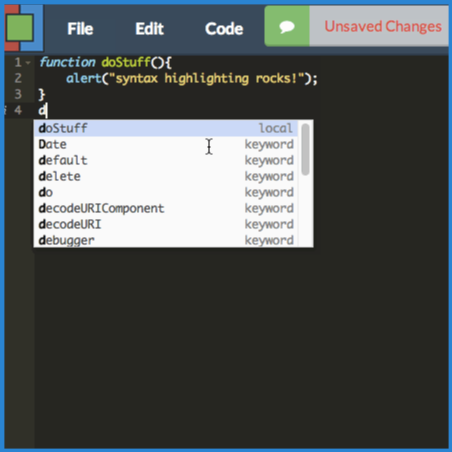 File Edit Code Unsaved Changes
1 function doStuff(){
2 alert("syntax highlighting rocks!");
3 }
4 d
doStuff local
Date keyword
default keyword
delete keyword
do keyword
decodeURIComponent keyword
decodeURI keyword
debugger keyword